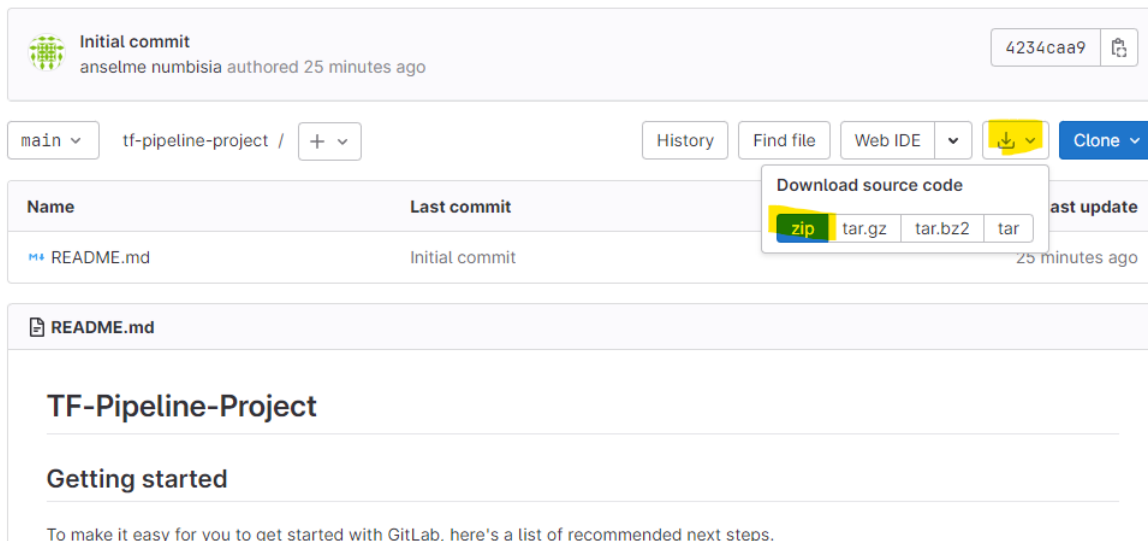 Initial commit
anselme numbisia authored 25 minutes ago
4234caa9
main
tf-pipeline-project /
+
History
Find file
Web IDE
Clone
Download source code
zip tar.gz tar.bz2 tar
Name Last commit ast update
README.md Initial commit 25 minutes ago
README.md
TF-Pipeline-Project
Getting started
To make it easy for you to get started with GitLab, here's a list of recommended next steps.